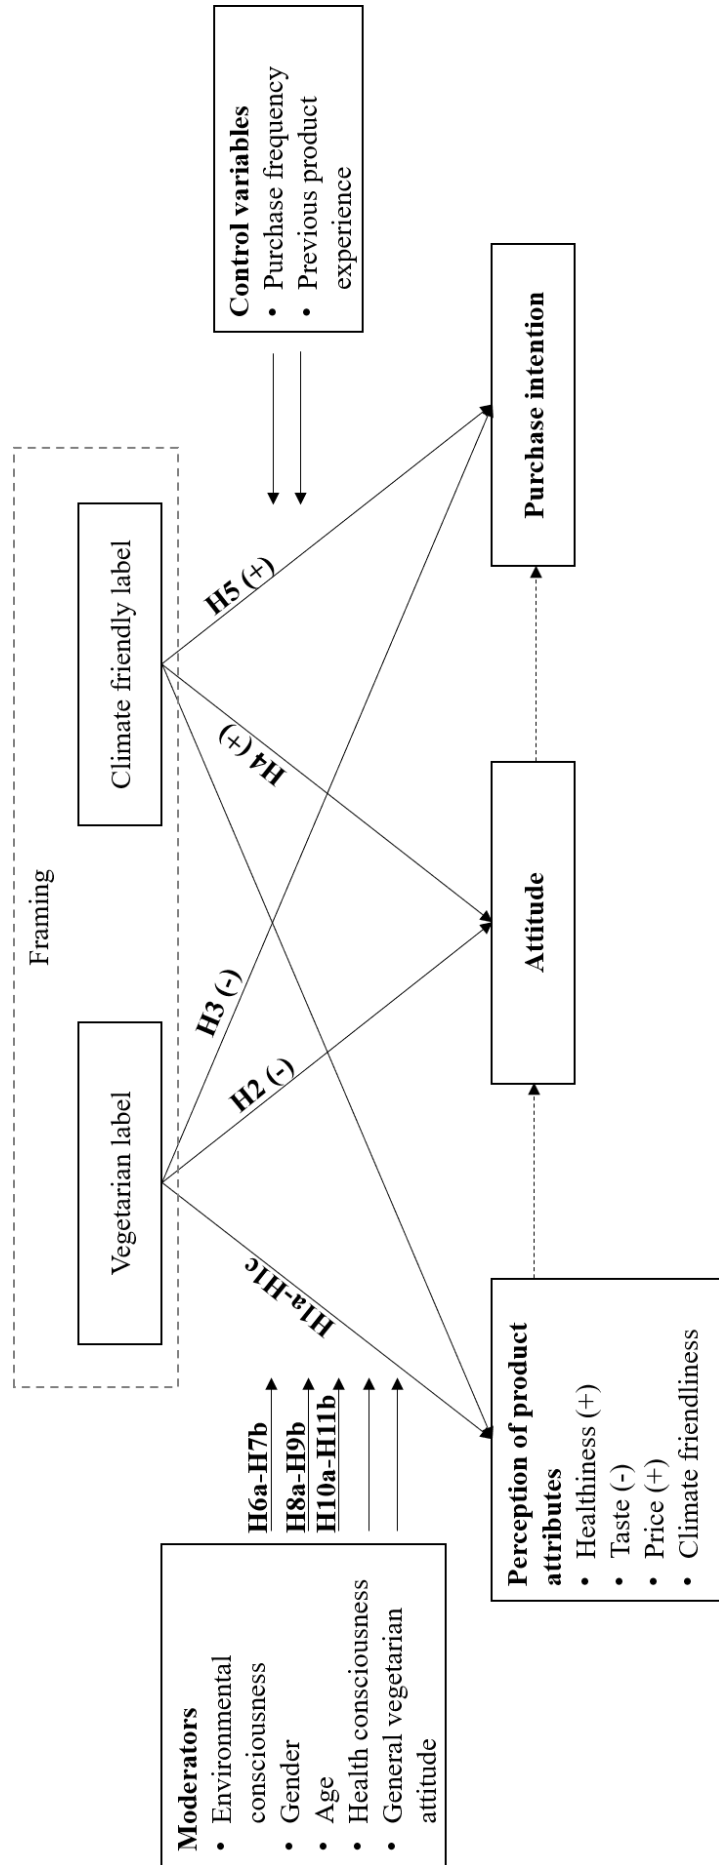 Framing
Vegetarian label
Climate friendly label
Moderators
• Environmental
consciousness
• Gender
• Age
• Health consciousness
• General vegetarian
attitude
H6a-H7b
H8a-H9b
H10a-H11b
H1a-H1c
H2 (-)
H3 (-)
H4 (+)
H5 (+)
Control variables
• Purchase frequency
• Previous product
experience
Perception of product
attributes
• Healthiness (+)
• Taste (-)
• Price (+)
• Climate friendliness
Attitude
Purchase intention